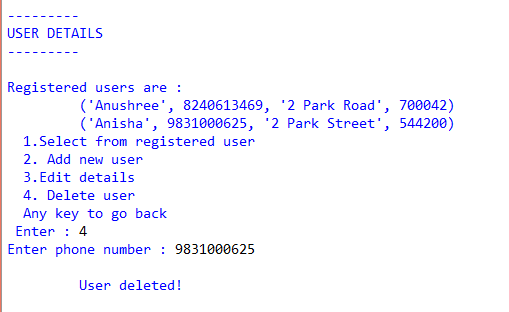 ---------
USER DETAILS
---------
Registered users are :
('Anushree', 8240613469, '2 Park Road', 700042)
('Anisha', 9831000625, '2 Park Street', 544200)
1.Select from registered user
2. Add new user
3.Edit details
4. Delete user
Any key to go back
Enter : 4
Enter phone number : 9831000625
User deleted!